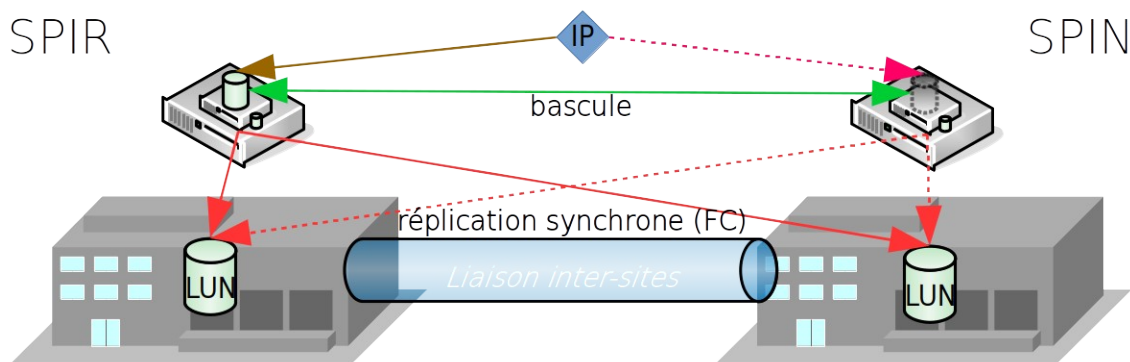 SPIR
IP
SPIN
bascule
réplication synchrone (FC)
Liaison inter-sites
LUN
LUN